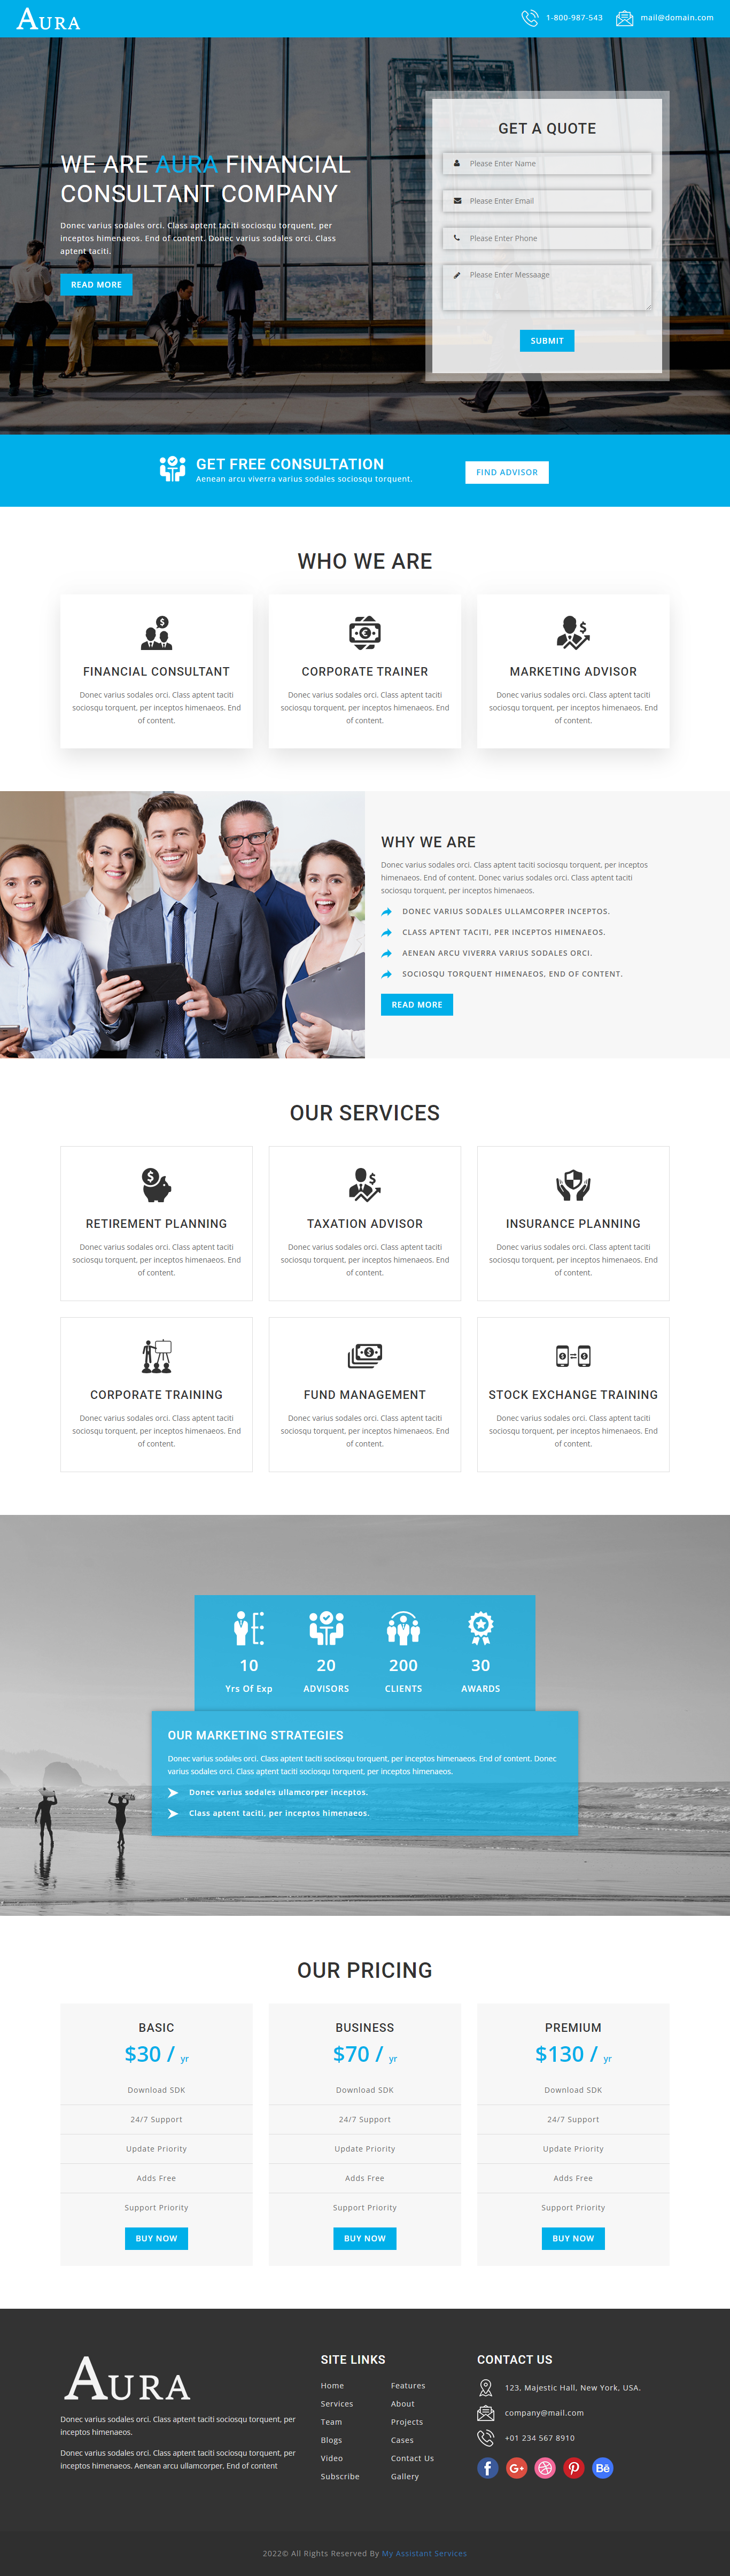 AURA
1-800-987-543
mail@domain.com
WE ARE AURA FINANCIAL
CONSULTANT COMPANY
Donec varius sodales orci. Class aptent taciti sociosqu torquent, per
inceptos himenaeos. End of content. Donec varius sodales orci. Class
aptent taciti.
READ MORE
GET A QUOTE
Please Enter Name
Please Enter Email
Please Enter Phone
Please Enter Messaage
SUBMIT
GET FREE CONSULTATION
Aenean arcu viverra varius sodales sociosqu torquent.
FIND ADVISOR
WHO WE ARE
FINANCIAL CONSULTANT
Donec varius sodales orci. Class aptent taciti
sociosqu torquent, per inceptos himenaeos. End
of content.
CORPORATE TRAINER
Donec varius sodales orci. Class aptent taciti
sociosqu torquent, per inceptos himenaeos. End
of content.
MARKETING ADVISOR
Donec varius sodales orci. Class aptent taciti
sociosqu torquent, per inceptos himenaeos. End
of content.
WHY WE ARE
Donec varius sodales orci. Class aptent taciti sociosqu torquent, per inceptos
himenaeos. End of content. Donec varius sodales orci. Class aptent taciti
sociosqu torquent, per inceptos himenaeos.
DONEC VARIUS SODALES ULLAMCORPER INCEPTOS.
CLASS APTENT TACITI, PER INCEPTOS HIMENAEOS.
AENEAN ARCU VIVERRA VARIUS SODALES ORCI.
SOCIOSQU TORQUENT HIMENAEOS, END OF CONTENT.
READ MORE
OUR SERVICES
RETIREMENT PLANNING
Donec varius sodales orci. Class aptent taciti
sociosqu torquent, per inceptos himenaeos. End
of content.
TAXATION ADVISOR
Donec varius sodales orci. Class aptent taciti
sociosqu torquent, per inceptos himenaeos. End
of content.
INSURANCE PLANNING
Donec varius sodales orci. Class aptent taciti
sociosqu torquent, per inceptos himenaeos. End
of content.
CORPORATE TRAINING
Donec varius sodales orci. Class aptent taciti
sociosqu torquent, per inceptos himenaeos. End
of content.
FUND MANAGEMENT
Donec varius sodales orci. Class aptent taciti
sociosqu torquent, per inceptos himenaeos. End
of content.
STOCK EXCHANGE TRAINING
Donec varius sodales orci. Class aptent taciti
sociosqu torquent, per inceptos himenaeos. End
of content.
10
Yrs Of Exp
20
ADVISORS
200
CLIENTS
30
AWARDS
OUR MARKETING STRATEGIES
Donec varius sodales orci. Class aptent taciti sociosqu torquent, per inceptos himenaeos. End of content. Donec
varius sodales orci. Class aptent taciti sociosqu torquent, per inceptos himenaeos.
Donec varius sodales ullamcorper inceptos.
Class aptent taciti, per inceptos himenaeos.
OUR PRICING
BASIC
$30 / yr
Download SDK
24/7 Support
Update Priority
Adds Free
Support Priority
BUY NOW
BUSINESS
$70 / yr
Download SDK
24/7 Support
Update Priority
Adds Free
Support Priority
BUY NOW
PREMIUM
$130 / yr
Download SDK
24/7 Support
Update Priority
Adds Free
Support Priority
BUY NOW
AURA
Donec varius sodales orci. Class aptent taciti sociosqu torquent, per
inceptos himenaeos.
Donec varius sodales orci. Class aptent taciti sociosqu torquent, per
inceptos himenaeos. Aenean arcu ullamcorper, End of content
SITE LINKS
Home
Services
Team
Blogs
Video
Subscribe
Features
About
Projects
Cases
Contact Us
Gallery
CONTACT US
123, Majestic Hall, New York, USA.
company@mail.com
+01 234 567 8910
2022© All Rights Reserved By My Assistant Services